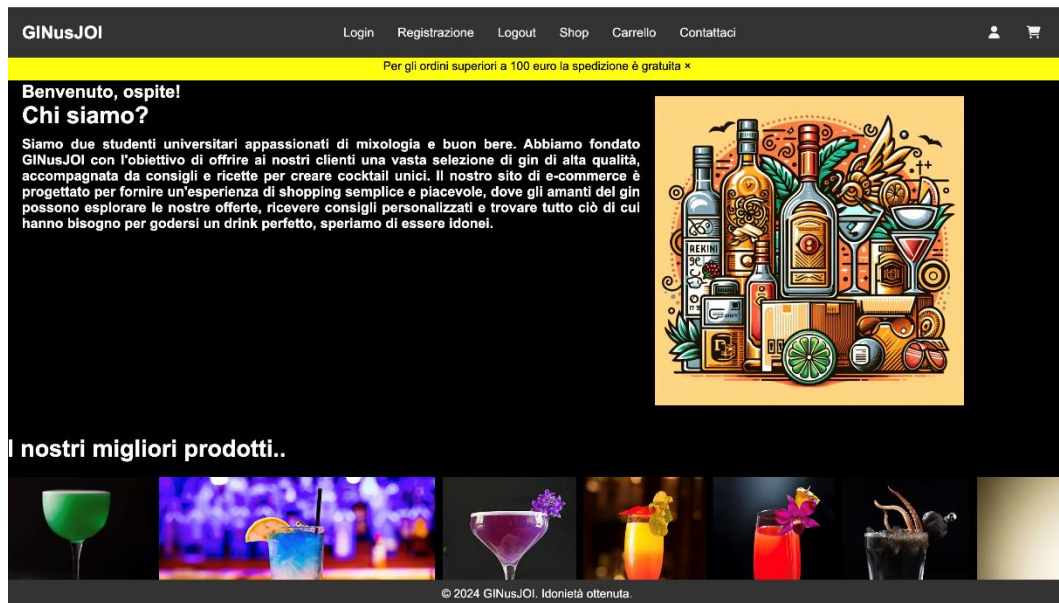 GINusJOI
Login Registrazione Logout Shop Carrello Contattaci
Per gli ordini superiori a 100 euro la spedizione è gratuita ×
Benvenuto, ospite!
Chi siamo?
Siamo due studenti universitari appassionati di mixologia e buon bere. Abbiamo fondato
GINusJOI con l'obiettivo di offrire ai nostri clienti una vasta selezione di gin di alta qualità,
accompagnata da consigli e ricette per creare cocktail unici. Il nostro sito di e-commerce è
progettato per fornire un'esperienza di shopping semplice e piacevole, dove gli amanti del gin
possono esplorare le nostre offerte, ricevere consigli personalizzati e trovare tutto ciò di cui
hanno bisogno per godersi un drink perfetto, speriamo di essere idonei.
REKINI
I nostri migliori prodotti..
© 2024 GINusJOI. Idonietà ottenuta.